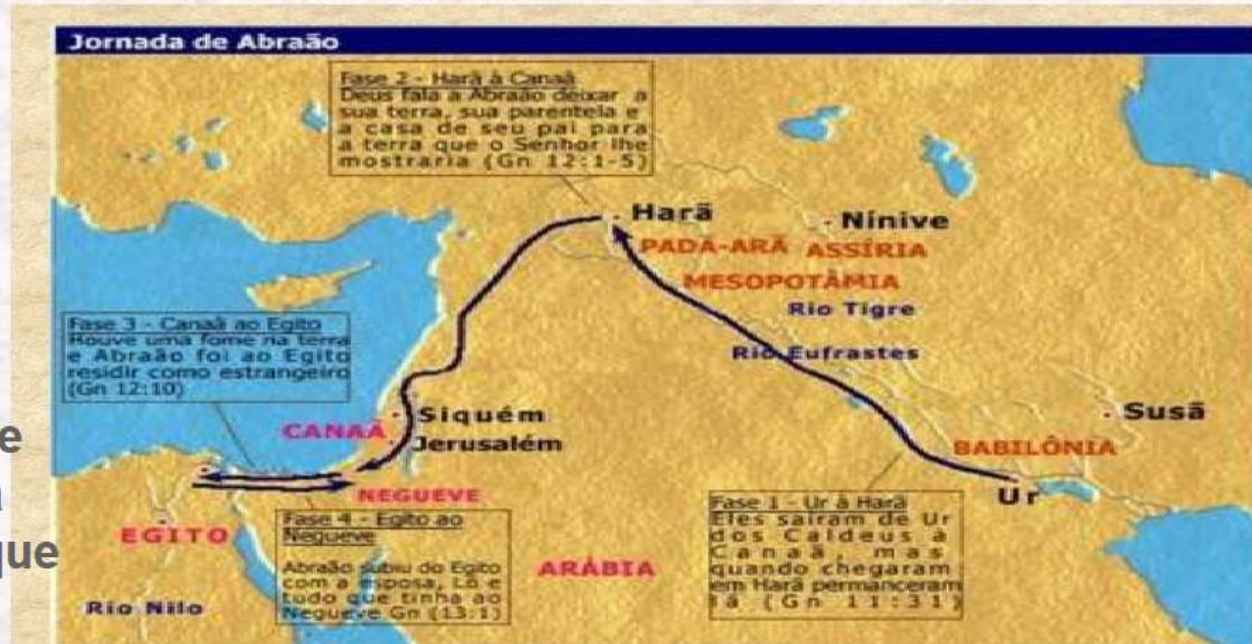 Jornada de Abraão
Fase 2 - Harã à Canaã
Deus fala a Abraão deixar a
sua terra, sua parentela e
a casa de seu pai para
a terra que o Senhor lhe
mostraria (Gn 12:1-5)
Harã
Nínive
PADÃ-ARÃ ASSÍRIA
MESOPOTÂMIA
Rio Tigre
Rio Eufrastes
Fase 3 - Canaã ao Egito
Houve uma fome na terra
e Abraão foi ao Egito
residir como estrangeiro
(Gn 12:10)
Siquém
CANAÃ
Jerusalém
Susã
BABILÔNIA
Ur
NEGUEVE
EGITO
Rio Nilo
Fase 4 - Egito ao
Negueve
Abraão subiu do Egito
com a esposa, Ló e
tudo que tinha ao
Negueve Gn (13:1)
ARÁBIA
Fase 1 - Ur à Harã
Eles saíram de Ur
dos Caldeus à
Canaã, mas
quando chegaram
em Harã permanceram
lá (Gn 11:31)
e
que